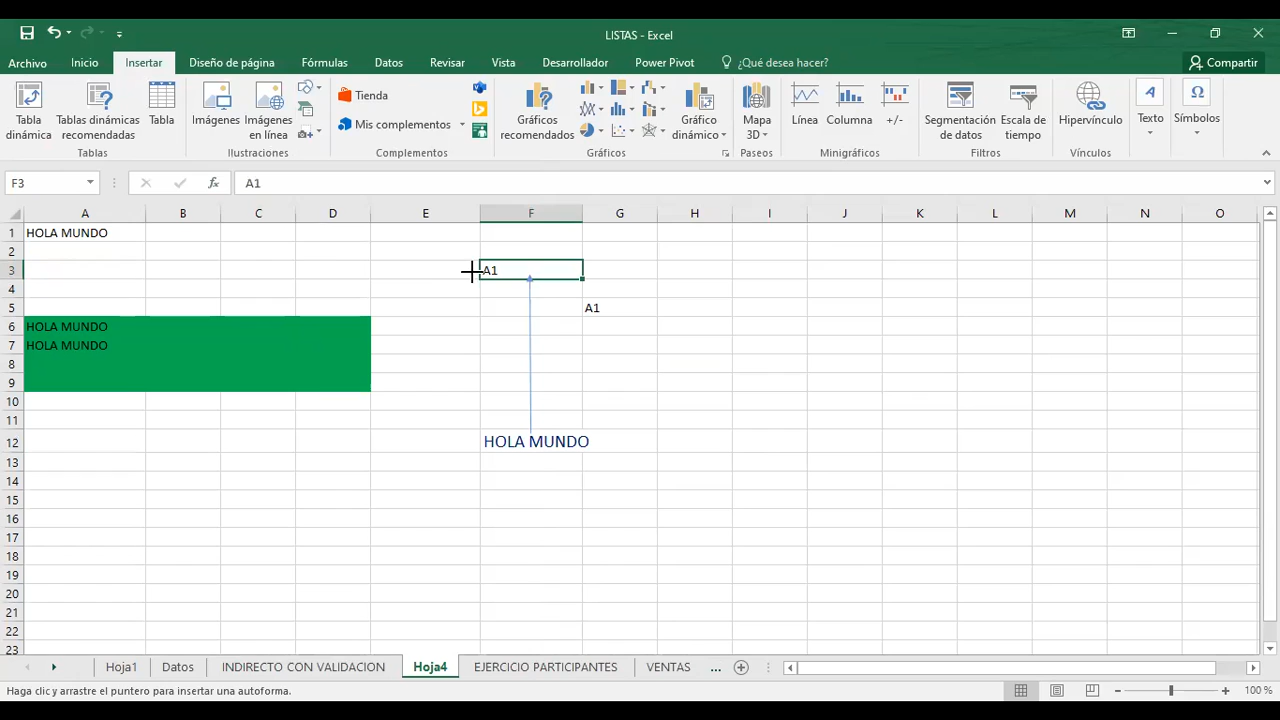 LISTAS - Excel
Archivo Inicio Insertar Diseño de página Fórmulas Datos Revisar Vista Desarrollador Power Pivot ¿Qué desea hacer? Compartir
Tabla dinámica
Tablas dinámicas recomendadas
Tabla
Imágenes
Imágenes en línea
Tienda
Mis complementos
Gráficos recomendados
Gráfico dinámico
Mapa 3D
Línea
Columna
+/-
Segmentación de datos
Escala de tiempo
Hipervínculo
Texto
Símbolos
Tablas Ilustraciones Complementos Gráficos Paseos Minigráficos Filtros Vínculos
F3 fx A1
A B C D E F G H I J K L M N O
1 HOLA MUNDO
2
3 A1
4
5 A1
6 HOLA MUNDO
7 HOLA MUNDO
8
9
10
11
12 HOLA MUNDO
13
14
15
16
17
18
19
20
21
22
23
Hoja1 Datos INDIRECTO CON VALIDACION Hoja4 EJERCICIO PARTICIPANTES VENTAS ...
Haga clic y arrastre el puntero para insertar una autoforma. 100 %